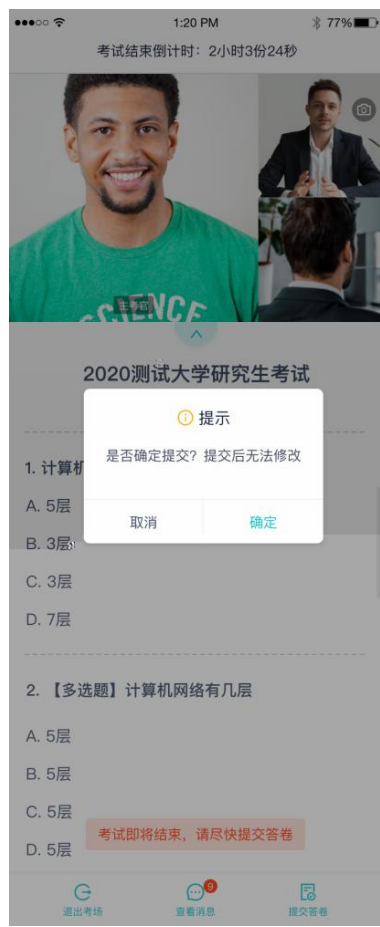 1:20 PM
77%
考试结束倒计时：2小时3份24秒
SCIENCE
主考官
2020测试大学研究生考试
提示
是否确定提交？提交后无法修改
取消
确定
1. 计算机
A. 5层
B. 3层
C. 3层
D. 7层
2. 【多选题】计算机网络有几层
A. 5层
B. 5层
C. 5层
考试即将结束，请尽快提交答卷
D. 5层
9
退出考场
查看消息
提交答卷